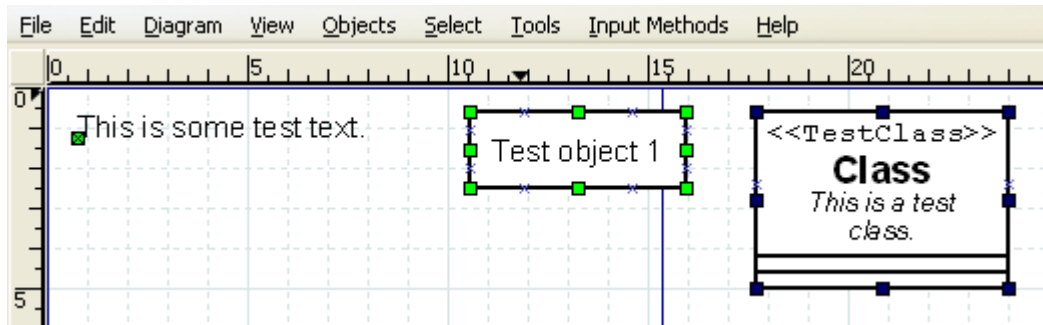 File Edit Diagram View Objects Select Tools Input Methods Help
0 5 10 15 20
0
This is some test text.
Test object 1
<<TestClass>>
Class
This is a test
class.
5